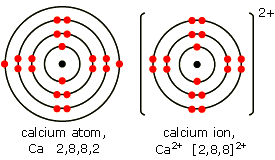 2+
calcium atom,
Ca 2,8,8,2
calcium ion,
Ca²⁺ [2,8,8]²⁺